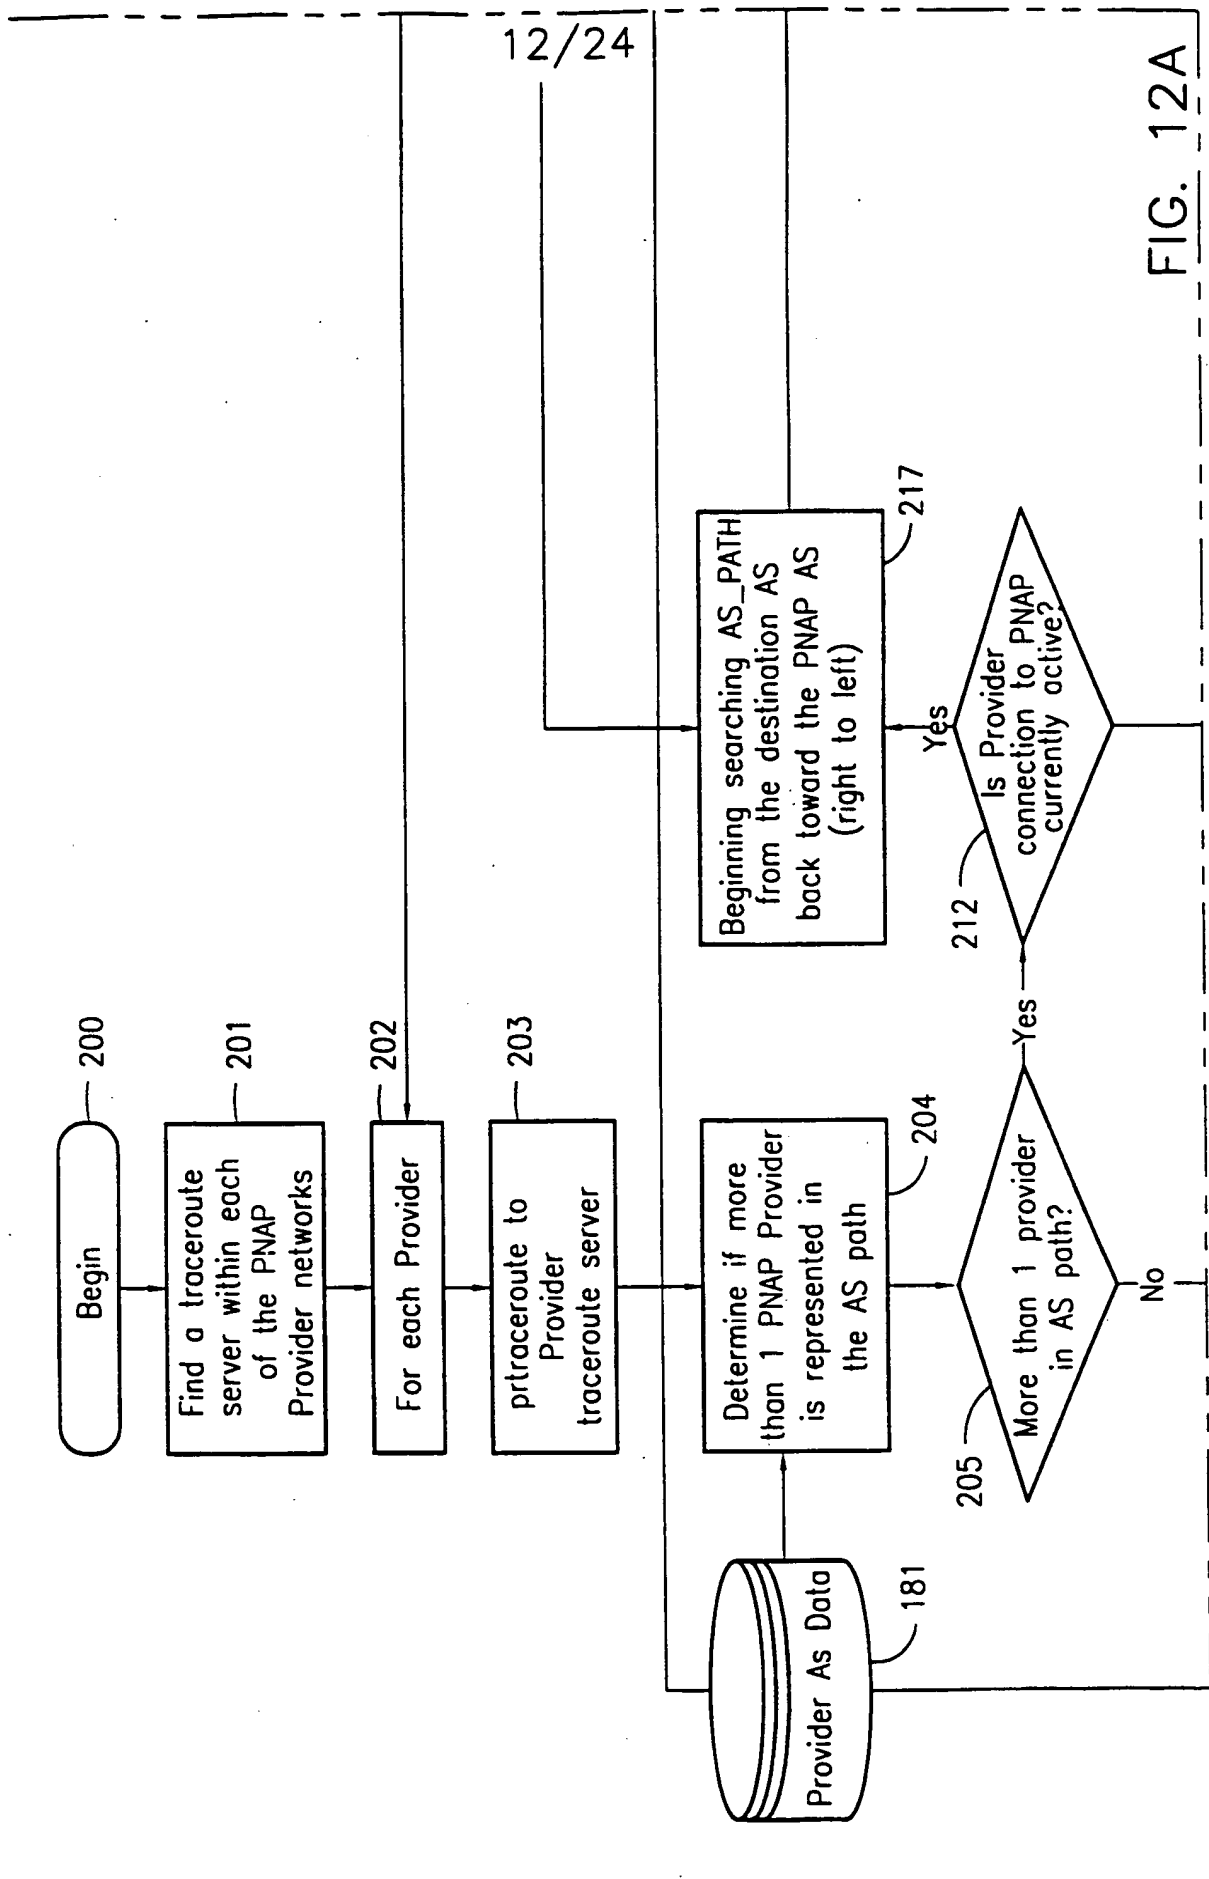 12/24
Begin
200
Find a traceroute
server within each
of the PNAP
Provider networks
201
For each Provider
202
prtraceroute to
Provider
traceroute server
203
Provider As Data
181
Determine if more
than 1 PNAP Provider
is represented in
the AS path
204
More than 1 provider
in AS path?
205
Yes
No
Is Provider
connection to PNAP
currently active?
212
Yes
Beginning searching AS_PATH
from the destination AS
back toward the PNAP AS
(right to left)
217
FIG. 12A